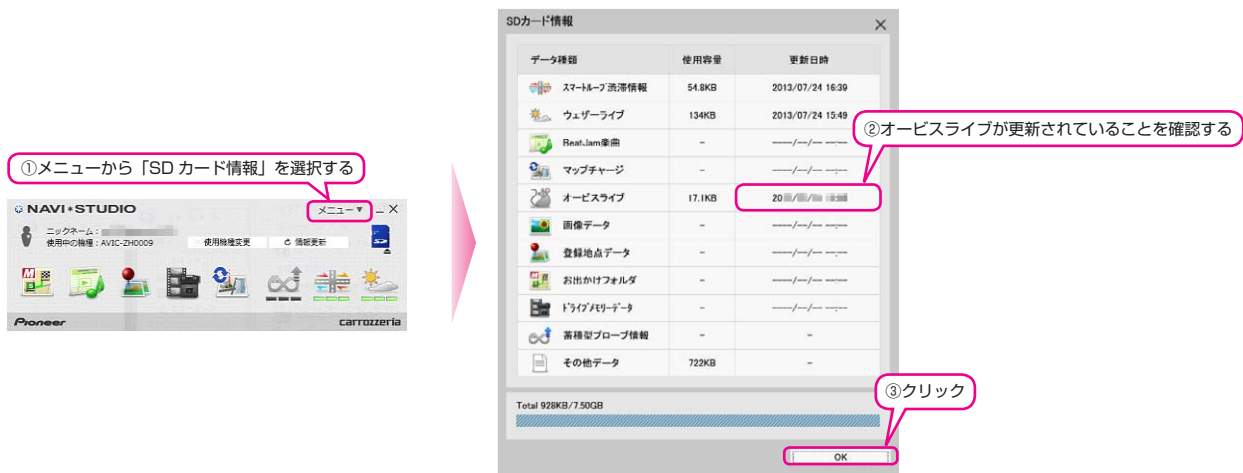 ①メニューから「SD カード情報」を選択する
NAVI*STUDIO
メニュー▼
ニックネーム：
使用中の機種：AVIC-ZH0009
使用機種変更
情報更新
Pioneer
carrozzeria
SDカード情報
データ種類 使用容量 更新日時
スマートループ渋滞情報 54.8KB 2013/07/24 16:39
ウェザーライブ 134KB 2013/07/24 15:49
②オービスライブが更新されていることを確認する
BeatJam楽曲 - ----/--/-- --:--
マップチャージ - ----/--/-- --:--
オービスライブ 17.1KB 20
画像データ - ----/--/-- --:--
登録地点データ - ----/--/-- --:--
お出かけフォルダ - ----/--/-- --:--
ドライブメモリーデータ - ----/--/-- --:--
蓄積型プローブ情報 - -
その他データ 722KB -
③クリック
Total 928KB/7.50GB
OK